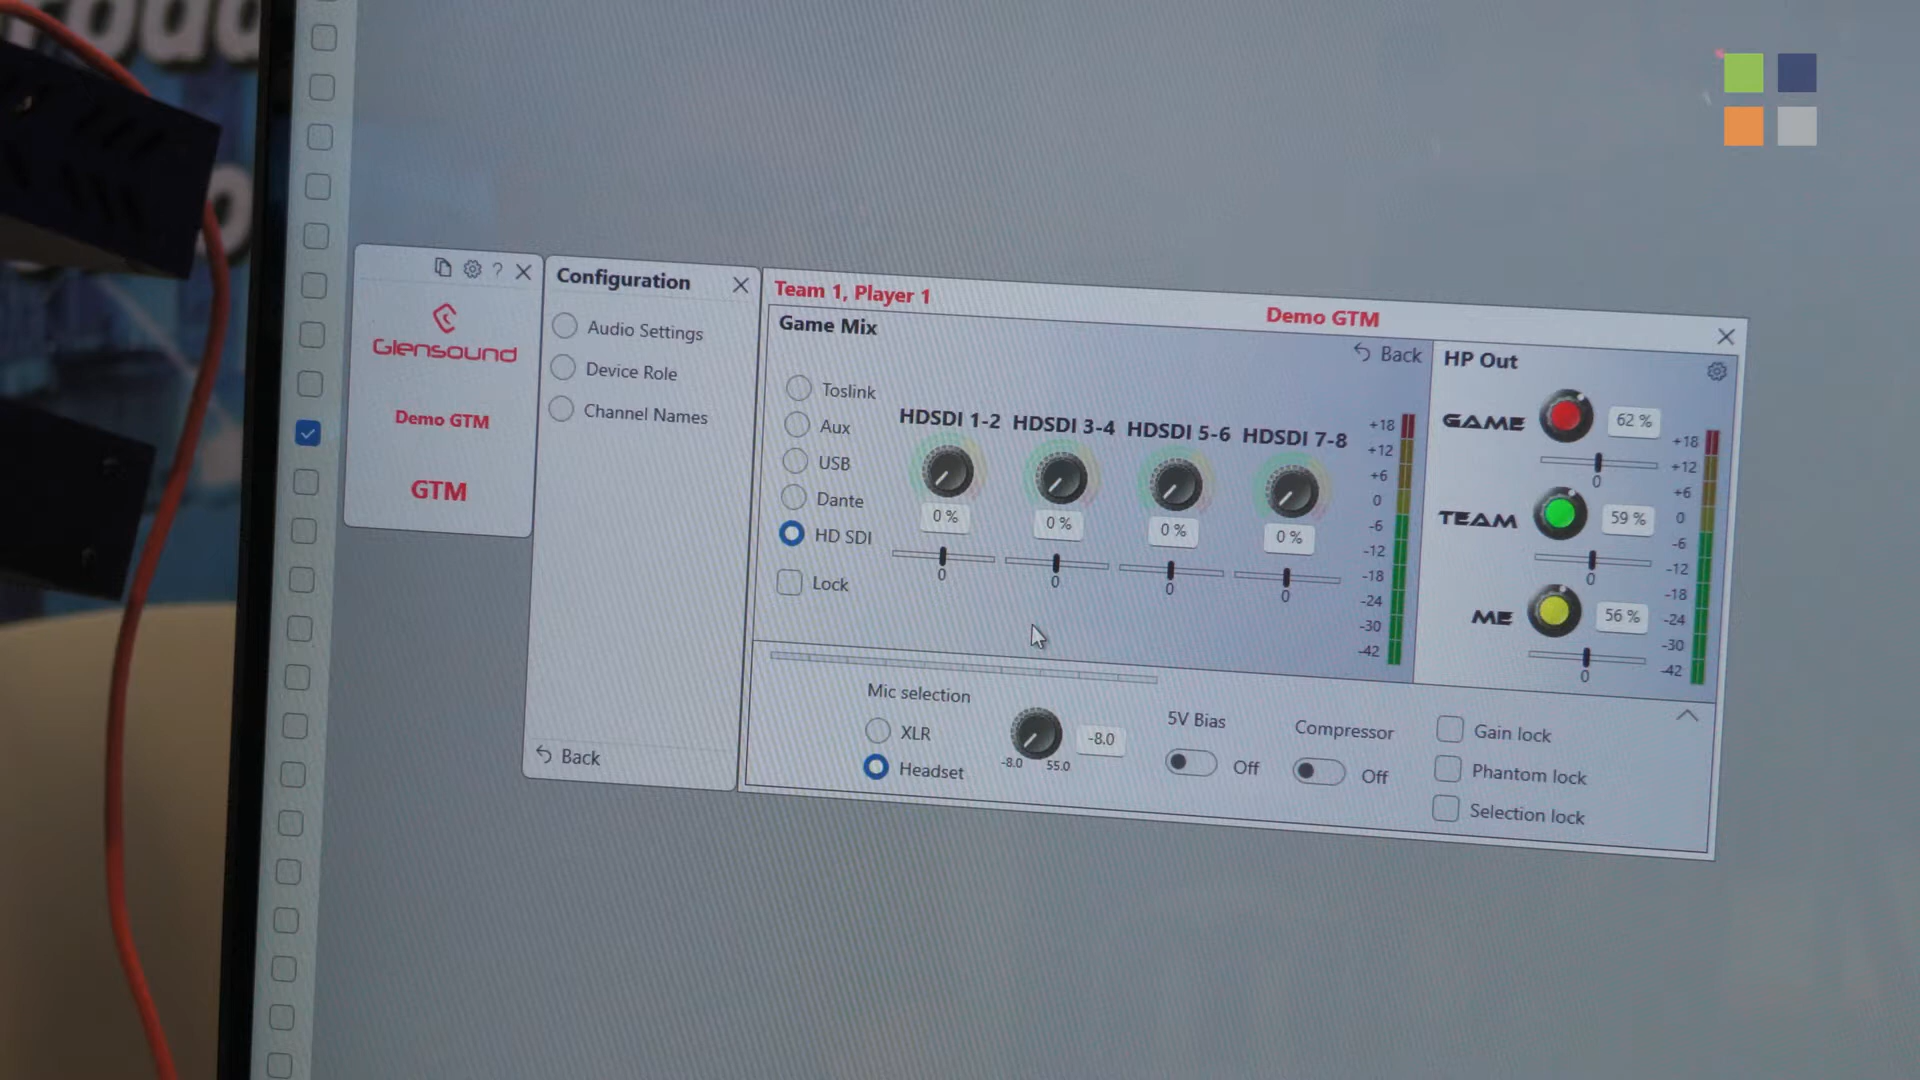 Glensound
Demo GTM
GTM
Configuration
Audio Settings
Device Role
Channel Names
Back
Team 1, Player 1
Demo GTM
Game Mix
Back
Toslink
Aux
USB
Dante
HD SDI
Lock
HDSDI 1-2 HDSDI 3-4 HDSDI 5-6 HDSDI 7-8
0 % 0 % 0 % 0 %
0 0 0 0
+18
+12
+6
0
-6
-12
-18
-24
-30
-42
HP Out
GAME 62 %
0
TEAM 59 %
0
ME 56 %
0
+18
+12
+6
0
-6
-12
-18
-24
-30
-42
Mic selection
XLR
Headset
-8.0
-8.0 55.0
5V Bias
Off
Compressor
Off
Gain lock
Phantom lock
Selection lock